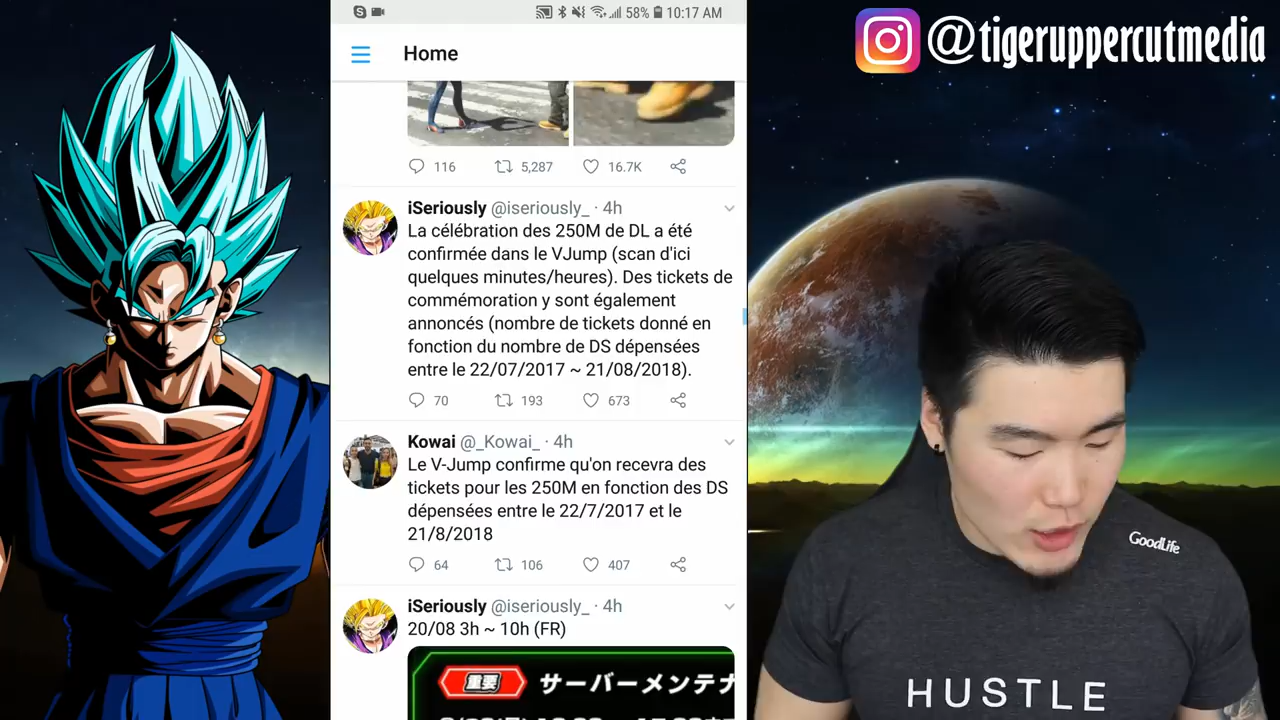 58% 10:17 AM
@tigeruppercutmedia
Home
116 5,287 16.7K
iSeriously @iseriously_ · 4h
La célébration des 250M de DL a été
confirmée dans le VJump (scan d'ici
quelques minutes/heures). Des tickets de
commémoration y sont également
annoncés (nombre de tickets donné en
fonction du nombre de DS dépensées
entre le 22/07/2017 ~ 21/08/2018).
70 193 673
Kowai @_Kowai_ · 4h
Le V-Jump confirme qu'on recevra des
tickets pour les 250M en fonction des DS
dépensées entre le 22/7/2017 et le
21/8/2018
64 106 407
iSeriously @iseriously_ · 4h
20/08 3h ~ 10h (FR)
重要 サーバーメンテナ
GoodLife
HUSTLE